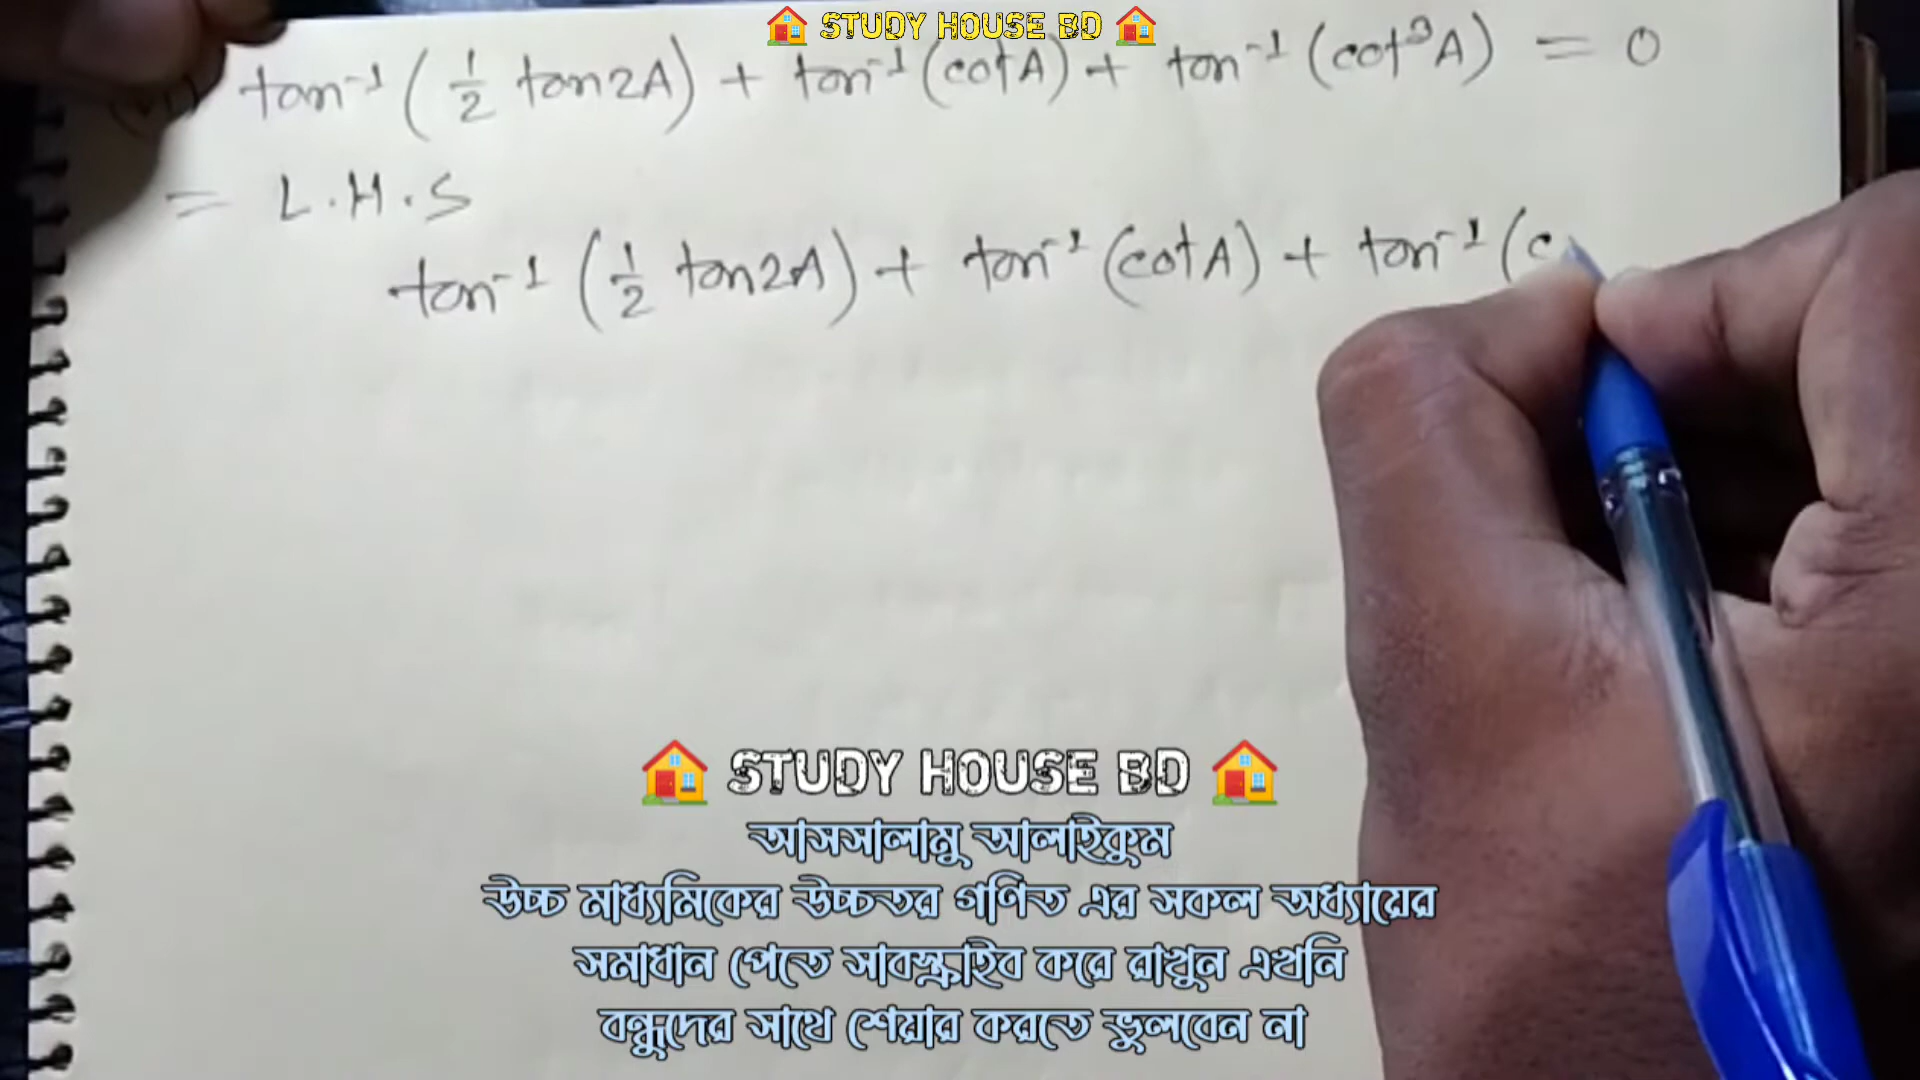 🏠 STUDY HOUSE BD 🏠
tan⁻¹ (½ tan2A) + tan⁻¹ (cotA) + tan⁻¹ (cot³A) = 0
= L.H.S
tan⁻¹ (½ tan2A) + tan⁻¹ (cotA) + tan⁻¹ (c
🏠 STUDY HOUSE BD 🏠
আসসালামু আলাইকুম
উচ্চ মাধ্যমিকের উচ্চতর গণিত এর সকল অধ্যায়ের
সমাধান পেতে সাবস্ক্রাইব করে রাখুন এখনি
বন্ধুদের সাথে শেয়ার করতে ভুলবেন না